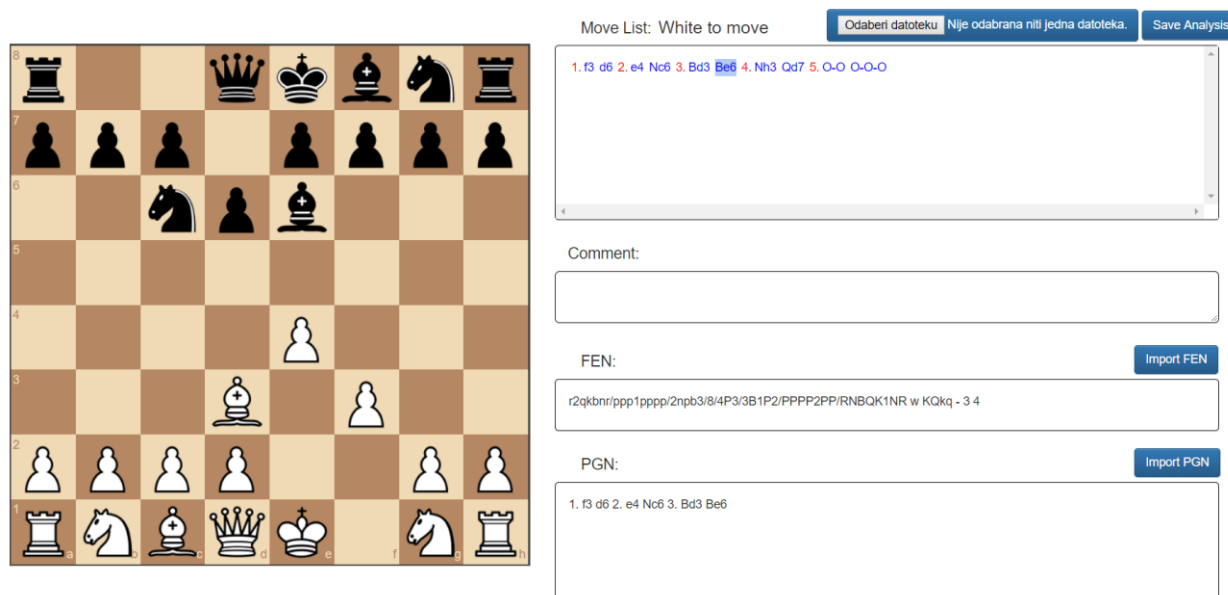 Move List: White to move
Odaberi datoteku Nije odabrana niti jedna datoteka.
Save Analysis
1. f3 d6 2. e4 Nc6 3. Bd3 Be6 4. Nh3 Qd7 5. O-O O-O-O
Comment:
FEN:
Import FEN
r2qkbnr/ppp1pppp/2npb3/8/4P3/3B1P2/PPPP2PP/RNBQK1NR w KQkq - 3 4
PGN:
Import PGN
1. f3 d6 2. e4 Nc6 3. Bd3 Be6
8
7
6
5
4
3
2
1
a b c d e f g h